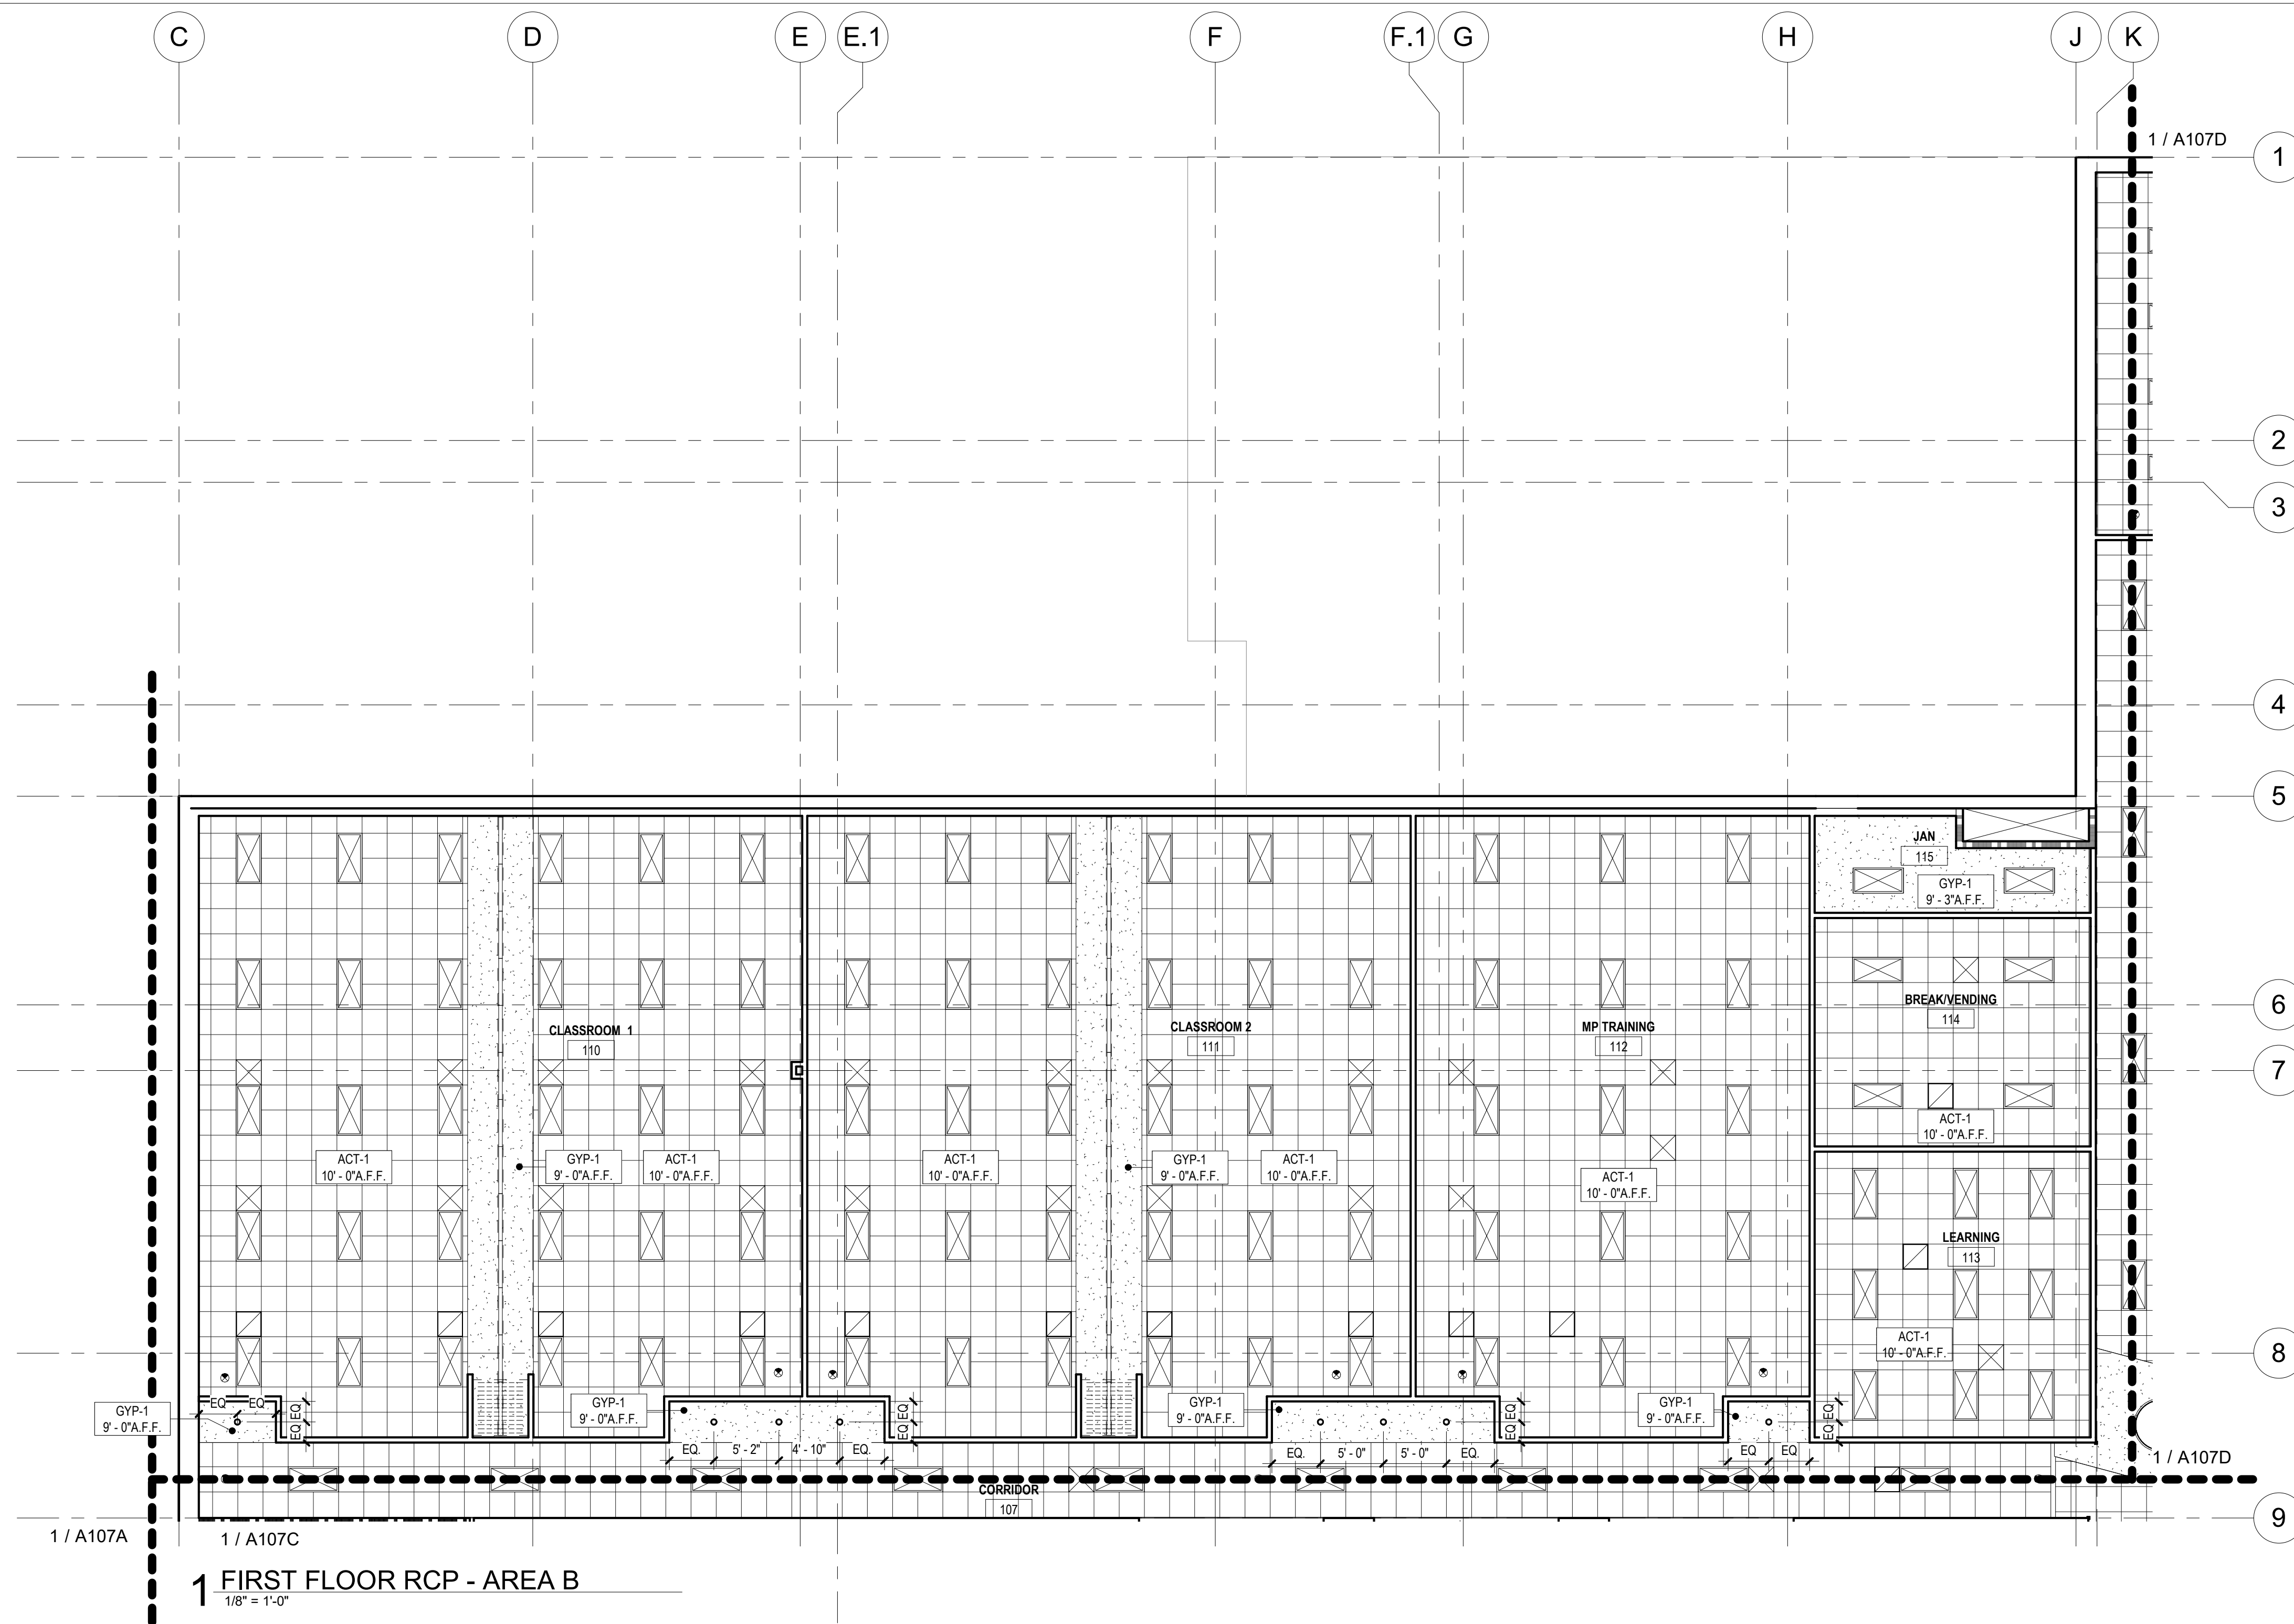 C
D
E
E.1
F
F.1
G
H
J
K
1 / A107D
1
2
3
4
5
6
7
8
9
JAN
115
GYP-1
9' - 3"A.F.F.
BREAK/VENDING
114
ACT-1
10' - 0"A.F.F.
CLASSROOM 1
110
CLASSROOM 2
111
MP TRAINING
112
ACT-1
10' - 0"A.F.F.
GYP-1
9' - 0"A.F.F.
ACT-1
10' - 0"A.F.F.
ACT-1
10' - 0"A.F.F.
GYP-1
9' - 0"A.F.F.
ACT-1
10' - 0"A.F.F.
ACT-1
10' - 0"A.F.F.
LEARNING
113
ACT-1
10' - 0"A.F.F.
GYP-1
9' - 0"A.F.F.
EQ
EQ
EQ
EQ
GYP-1
9' - 0"A.F.F.
EQ.
5' - 2"
4' - 10"
EQ.
EQ
EQ
GYP-1
9' - 0"A.F.F.
EQ.
5' - 0"
5' - 0"
EQ.
EQ
EQ
GYP-1
9' - 0"A.F.F.
EQ
EQ
EQ
EQ
CORRIDOR
107
1 / A107D
1 / A107A
1 / A107C
1 FIRST FLOOR RCP - AREA B
1/8" = 1'-0"